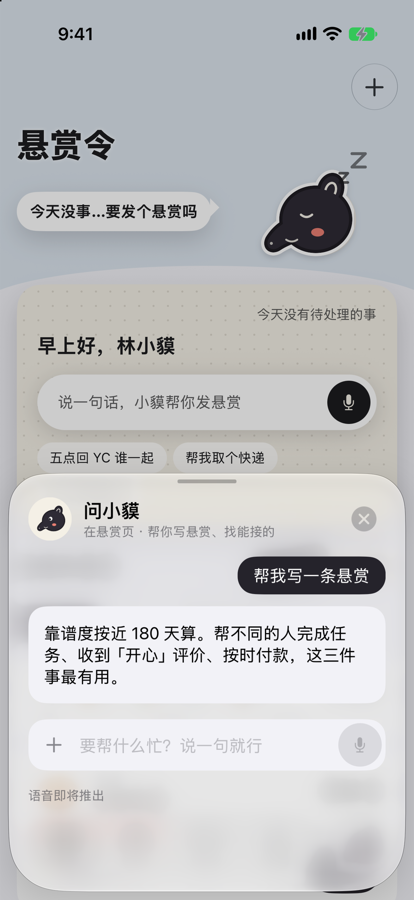 9:41
悬赏令
z
z
今天没事...要发个悬赏吗
今天没有待处理的事
早上好，林小貘
说一句话，小貘帮你发悬赏
五点回 YC 谁一起
帮我取个快递
问小貘
在悬赏页 · 帮你写悬赏、找能接的
帮我写一条悬赏
靠谱度按近 180 天算。帮不同的人完成任
务、收到「开心」评价、按时付款，这三件
事最有用。
要帮什么忙？说一句就行
语音即将推出